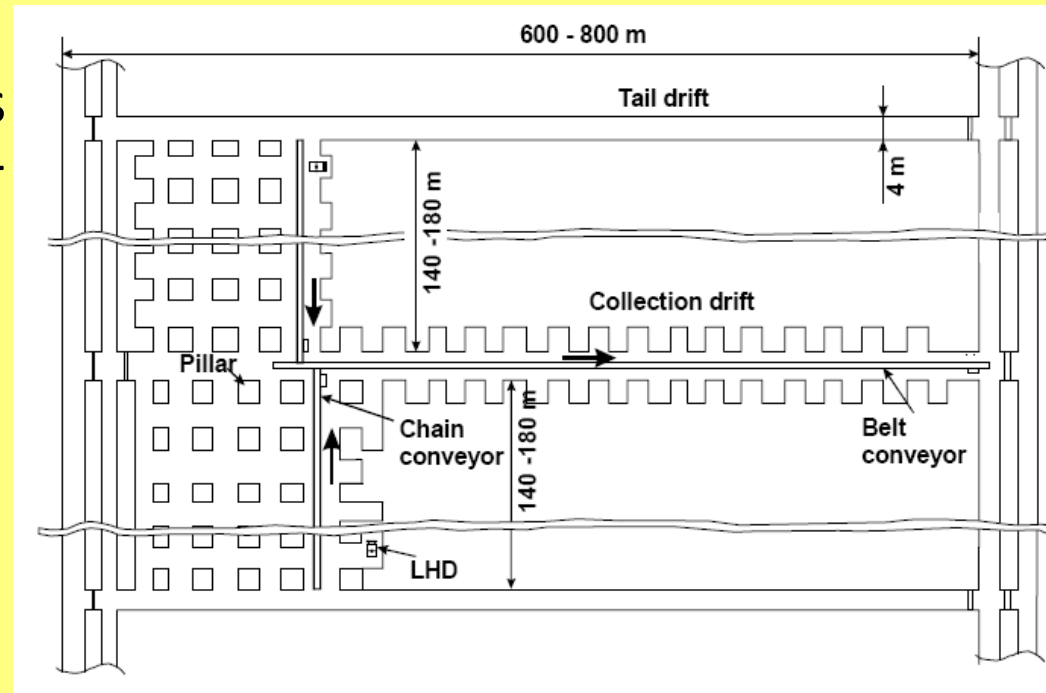 600 - 800 m
Tail drift
4 m
140 -180 m
Collection drift
Pillar
Chain
conveyor
140 -180 m
Belt
conveyor
LHD